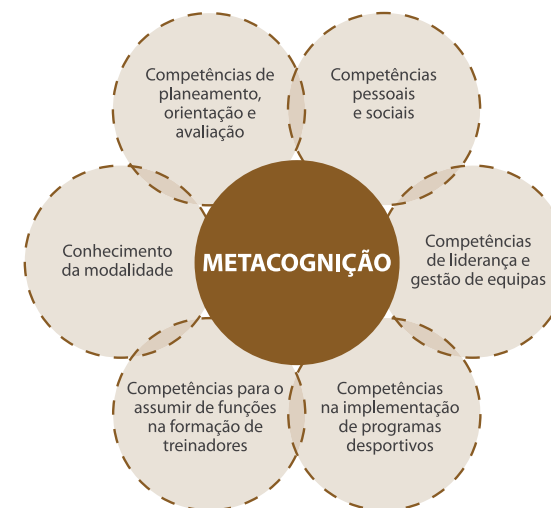 Competências de
planeamento,
orientação e
avaliação
Competências
pessoais
e sociais
Conhecimento
da modalidade
METACOGNIÇÃO
Competências
de liderança e
gestão de equipas
Competências para o
assumir de funções
na formação de
treinadores
Competências
na implementação
de programas
desportivos